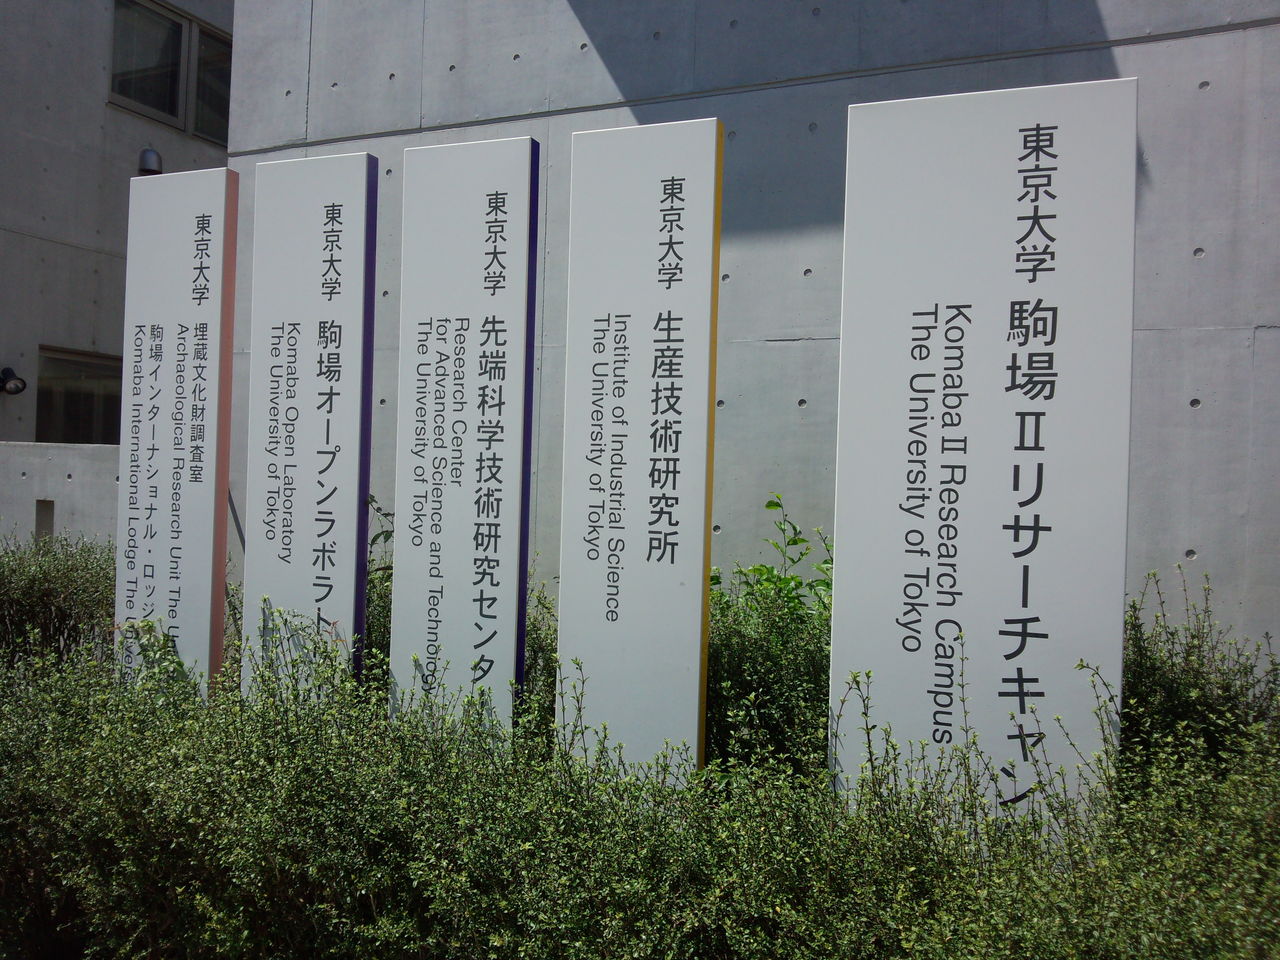 東京大学 駒場Ⅱリサーチキャン
Komaba Ⅱ Research Campus
The University of Tokyo
東京大学 生産技術研究所
Institute of Industrial Science
The University of Tokyo
東京大学 先端科学技術研究センタ
Research Center
for Advanced Science and Technology
The University of Tokyo
東京大学 駒場オープンラボラト
Komaba Open Laboratory
The University of Tokyo
東京大学 埋蔵文化財調査室
Archaeological Research Unit The
駒場インターナショナル・ロッジ
Komaba International Lodge The